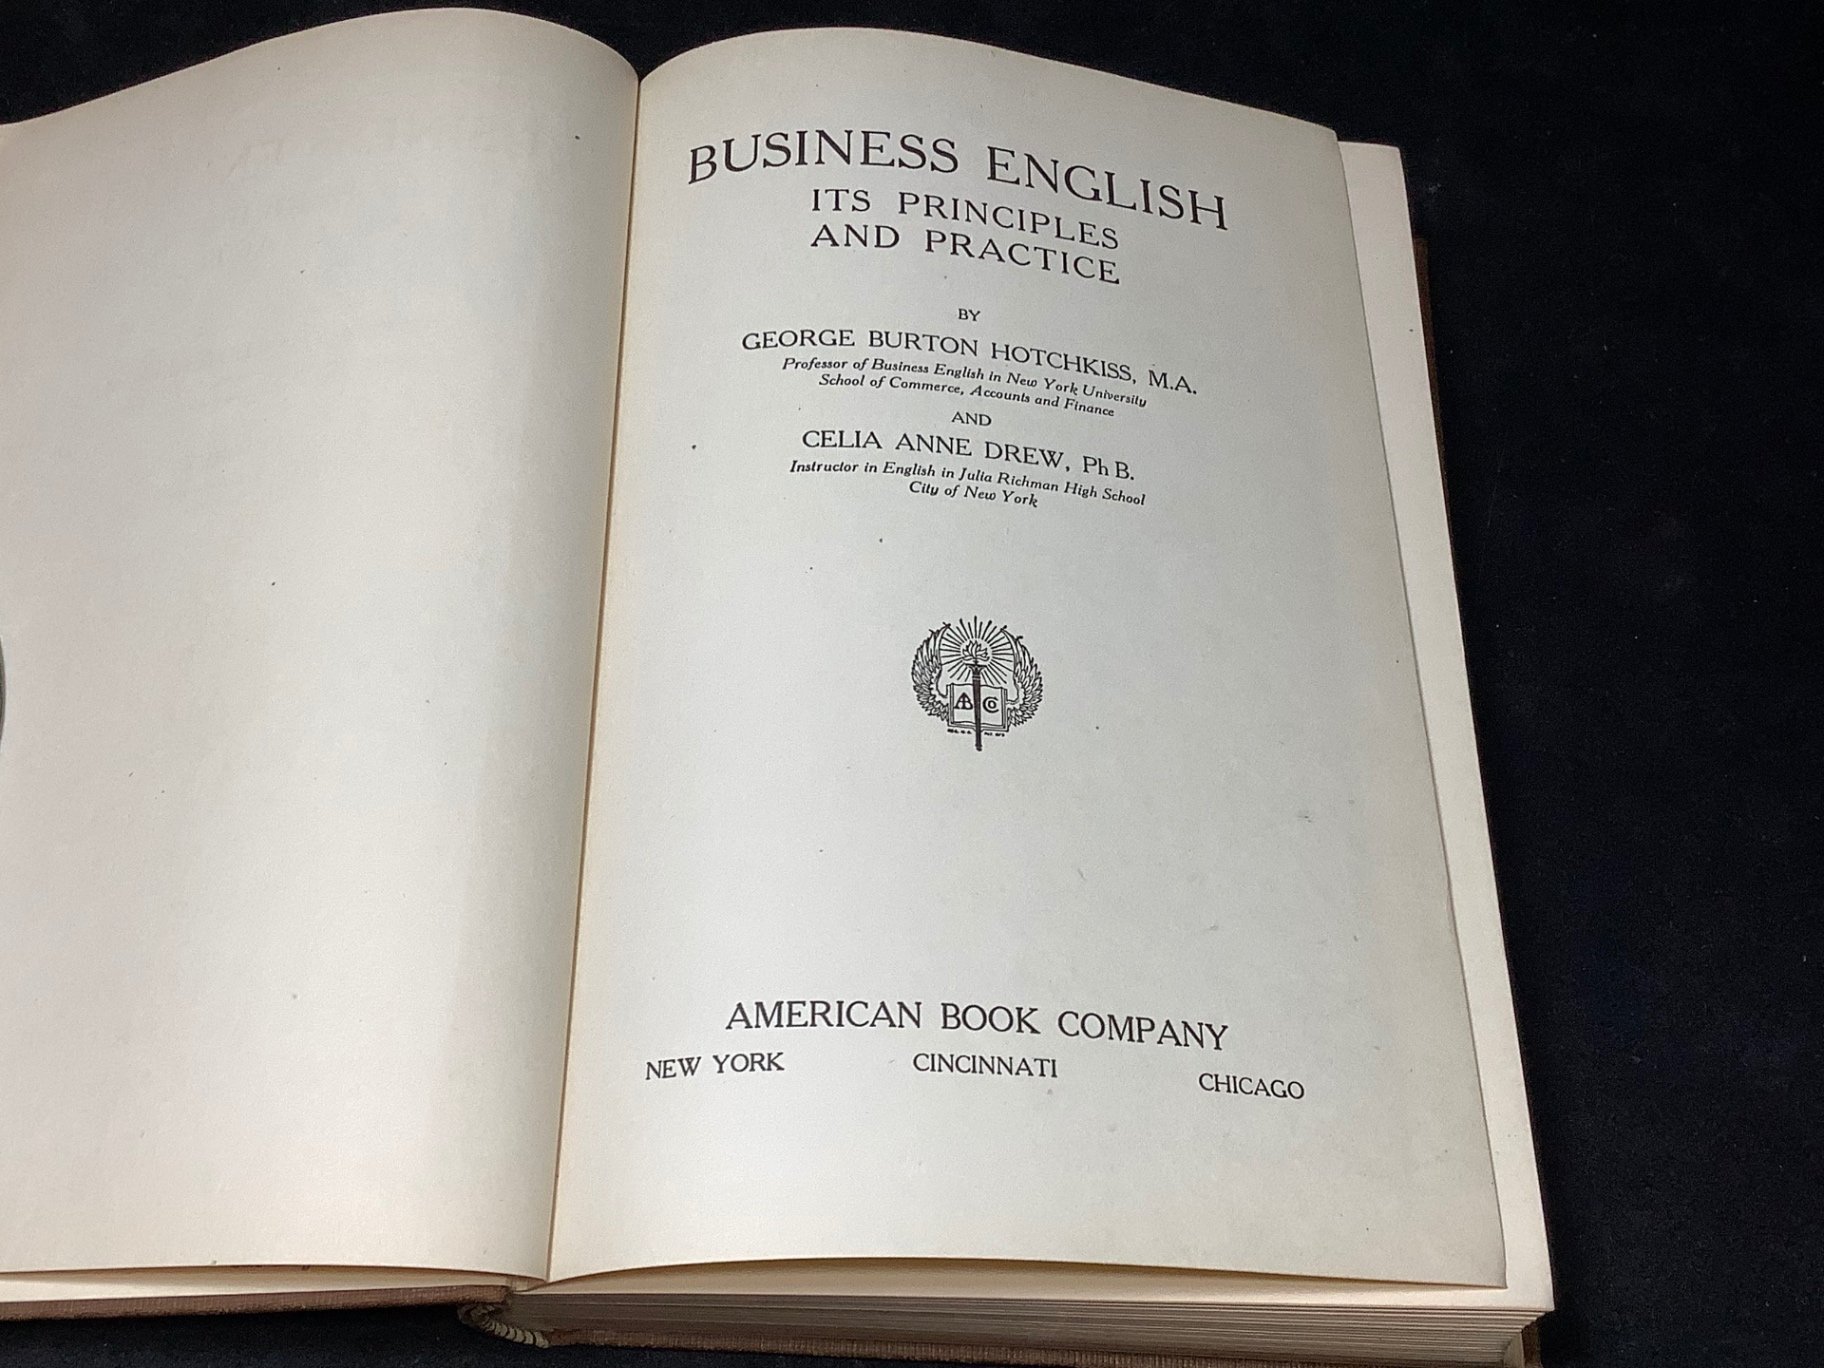 BUSINESS ENGLISH
ITS PRINCIPLES
AND PRACTICE
BY
GEORGE BURTON HOTCHKISS, M.A.
Professor of Business English in New York University
School of Commerce, Accounts and Finance
AND
CELIA ANNE DREW, Ph B.
Instructor in English in Julia Richman High School
City of New York
AB Co
AMERICAN BOOK COMPANY
NEW YORK CINCINNATI CHICAGO